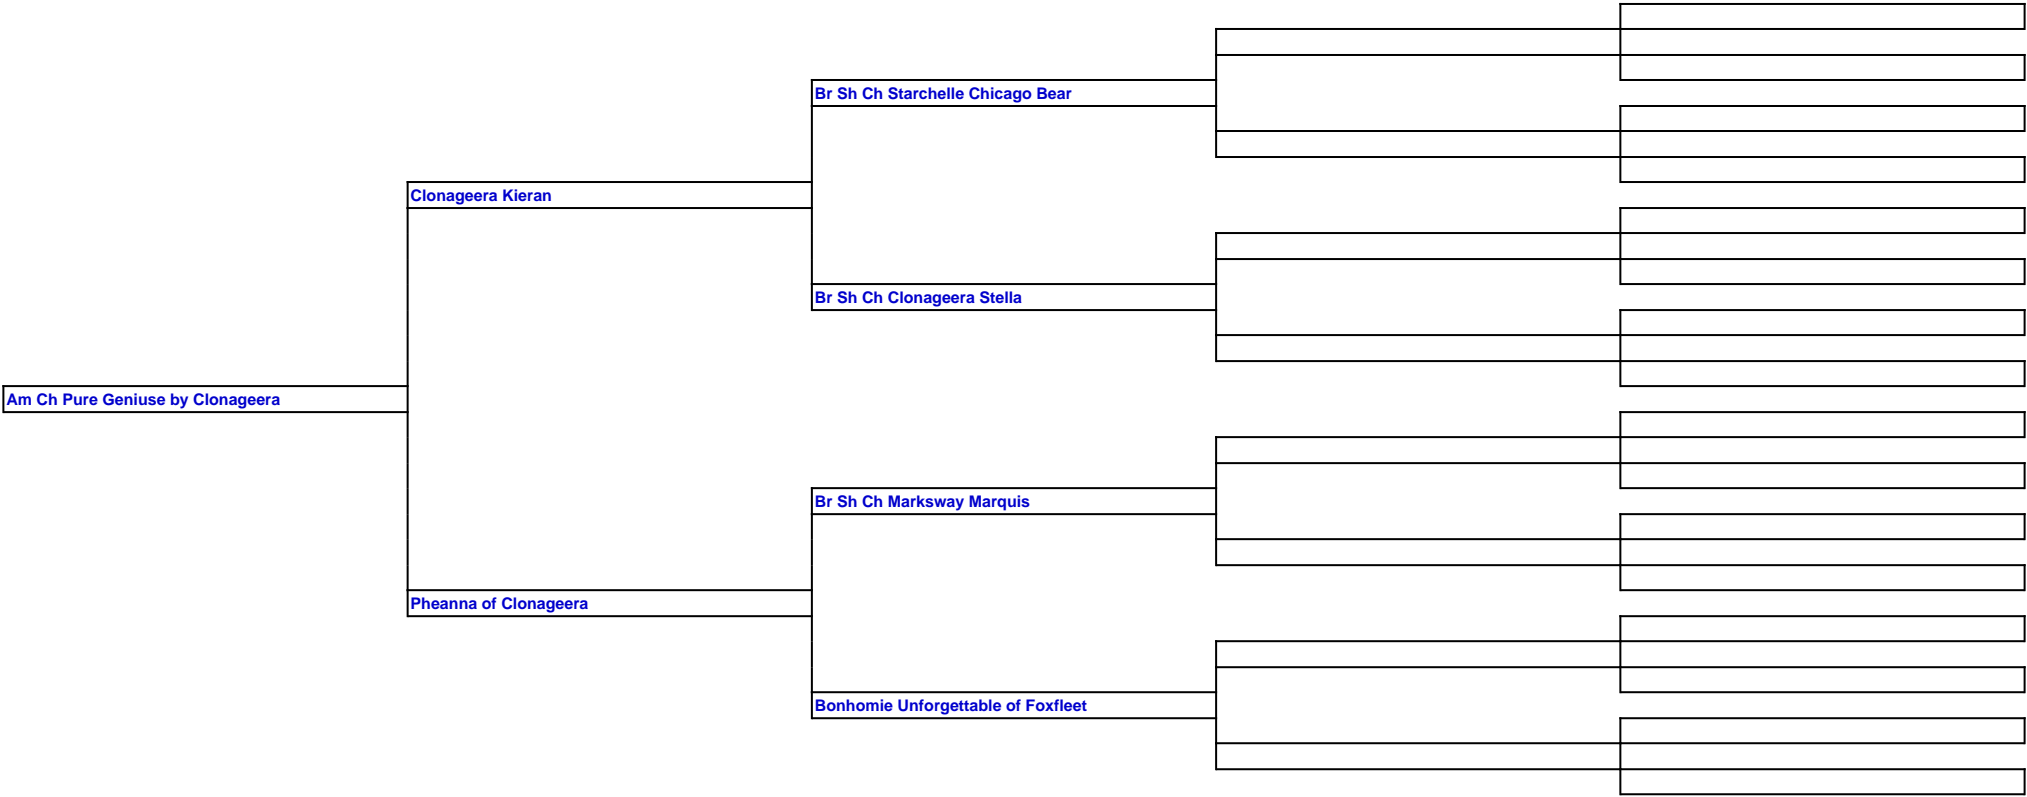 Br Sh Ch Starchelle Chicago Bear
Clonageera Kieran
Br Sh Ch Clonageera Stella
Am Ch Pure Geniuse by Clonageera
Br Sh Ch Marksway Marquis
Pheanna of Clonageera
Bonhomie Unforgettable of Foxfleet